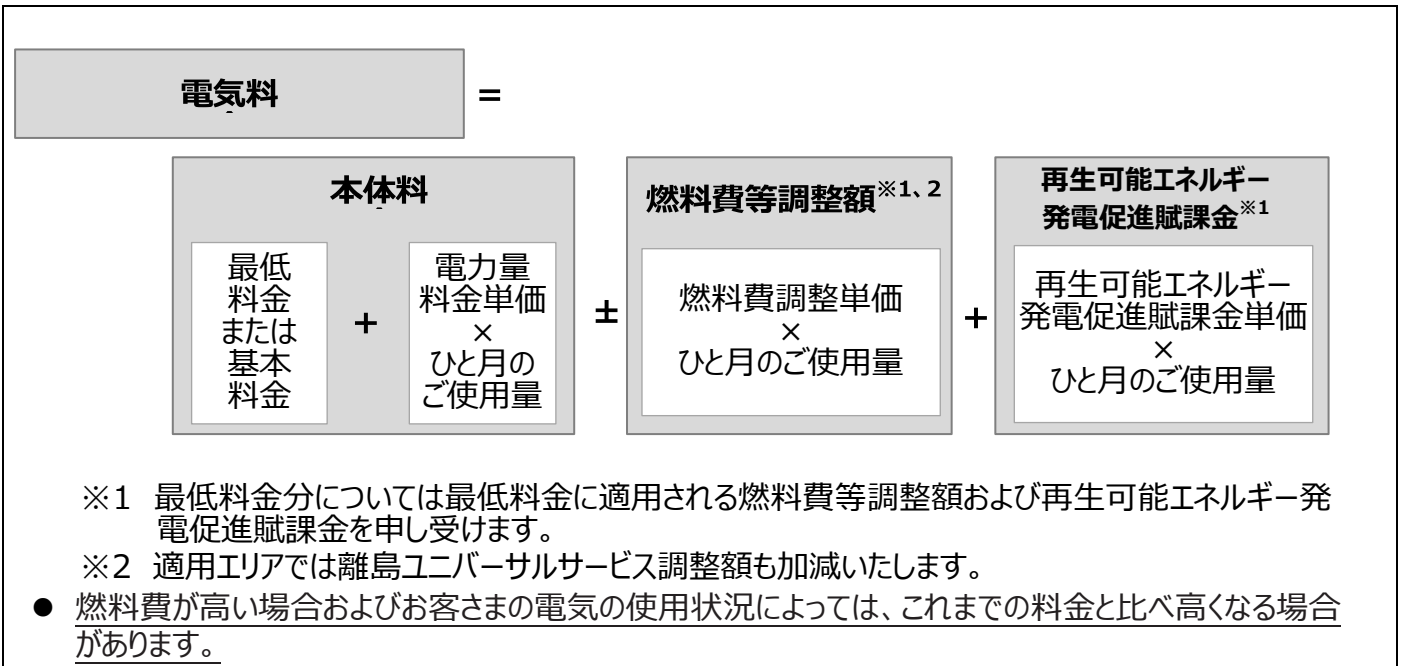 電気料
=
本体料
最低
料金
または
基本
料金
+
電力量
料金単価
×
ひと月の
ご使用量
±
燃料費等調整額※1、2
燃料費調整単価
×
ひと月のご使用量
+
再生可能エネルギー
発電促進賦課金※1
再生可能エネルギー
発電促進賦課金単価
×
ひと月のご使用量
※1 最低料金分については最低料金に適用される燃料費等調整額および再生可能エネルギー発
電促進賦課金を申し受けます。
※2 適用エリアでは離島ユニバーサルサービス調整額も加減いたします。
● 燃料費が高い場合およびお客さまの電気の使用状況によっては、これまでの料金と比べ高くなる場合
があります。